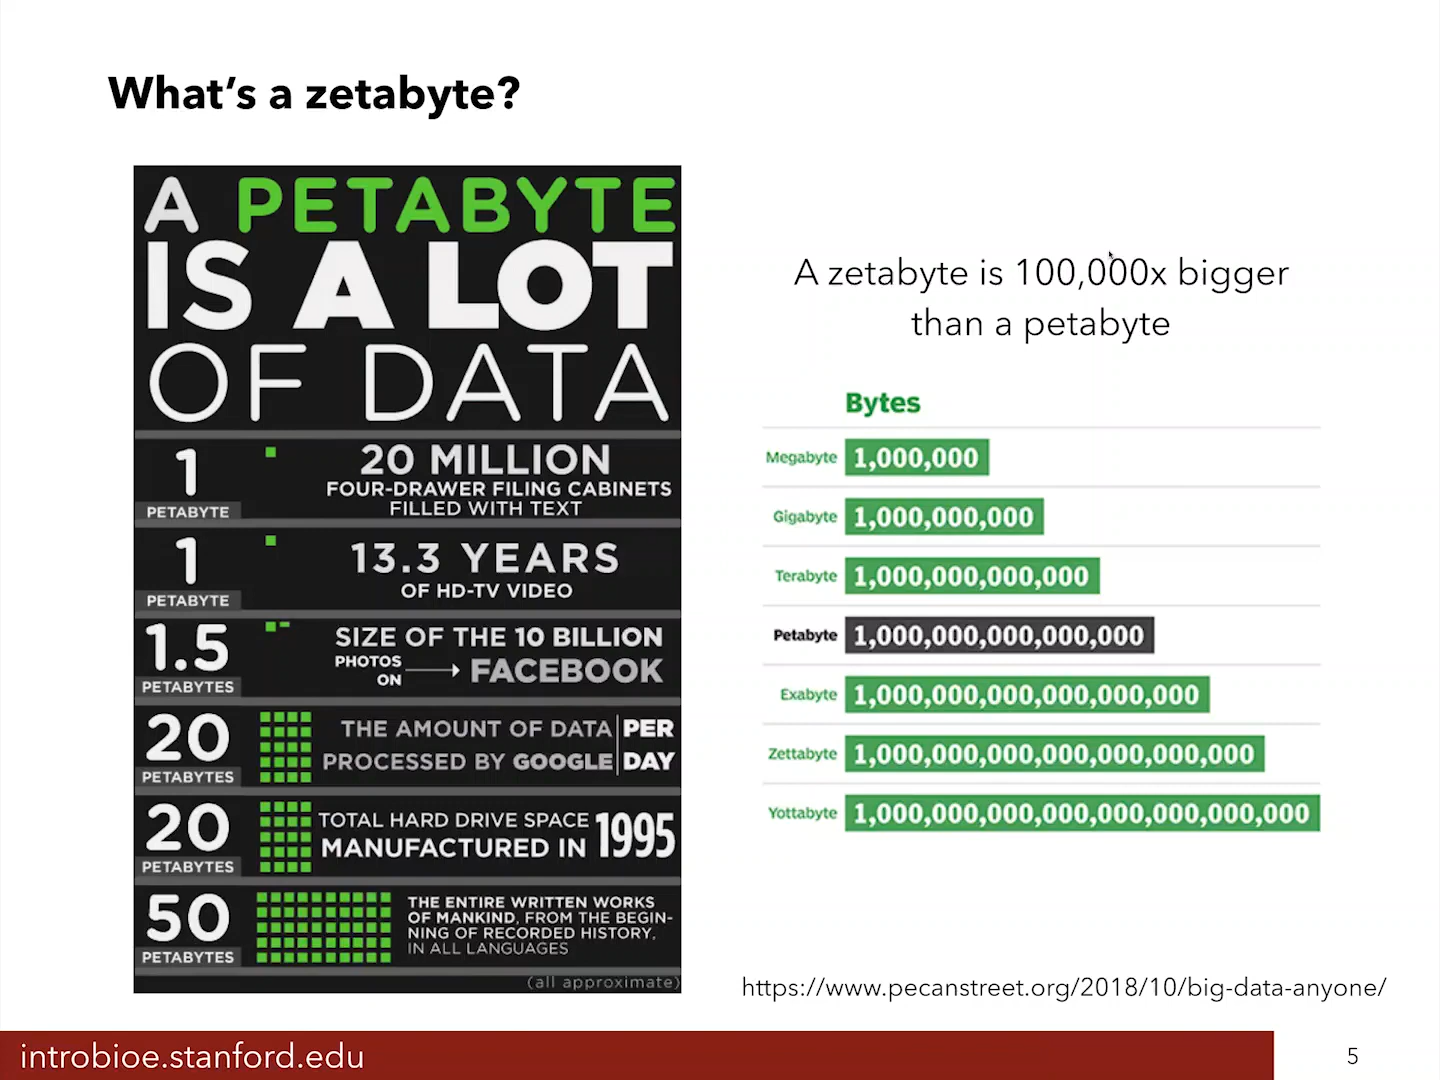 What's a zetabyte?
A PETABYTE
IS A LOT
OF DATA
1
PETABYTE
20 MILLION
FOUR-DRAWER FILING CABINETS
FILLED WITH TEXT
1
PETABYTE
13.3 YEARS
OF HD-TV VIDEO
1.5
PETABYTES
SIZE OF THE 10 BILLION
PHOTOS
ON
FACEBOOK
20
PETABYTES
THE AMOUNT OF DATA PER
PROCESSED BY GOOGLE DAY
20
PETABYTES
TOTAL HARD DRIVE SPACE
MANUFACTURED IN 1995
50
PETABYTES
THE ENTIRE WRITTEN WORKS
OF MANKIND, FROM THE BEGIN-
NING OF RECORDED HISTORY,
IN ALL LANGUAGES
(all approximate)
A zetabyte is 100,000x bigger
than a petabyte
Bytes
Megabyte 1,000,000
Gigabyte 1,000,000,000
Terabyte 1,000,000,000,000
Petabyte 1,000,000,000,000,000
Exabyte 1,000,000,000,000,000,000
Zettabyte 1,000,000,000,000,000,000,000
Yottabyte 1,000,000,000,000,000,000,000,000
https://www.pecanstreet.org/2018/10/big-data-anyone/
introbioe.stanford.edu
5